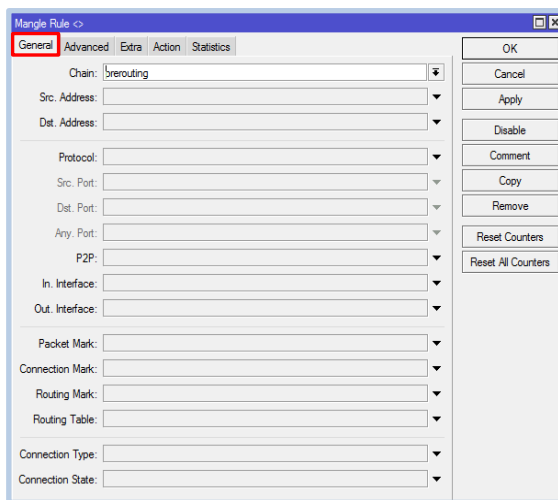 Mangle Rule <>
General Advanced Extra Action Statistics
Chain: prerouting
Src. Address:
Dst. Address:
Protocol:
Src. Port:
Dst. Port:
Any. Port:
P2P:
In. Interface:
Out. Interface:
Packet Mark:
Connection Mark:
Routing Mark:
Routing Table:
Connection Type:
Connection State:
OK
Cancel
Apply
Disable
Comment
Copy
Remove
Reset Counters
Reset All Counters